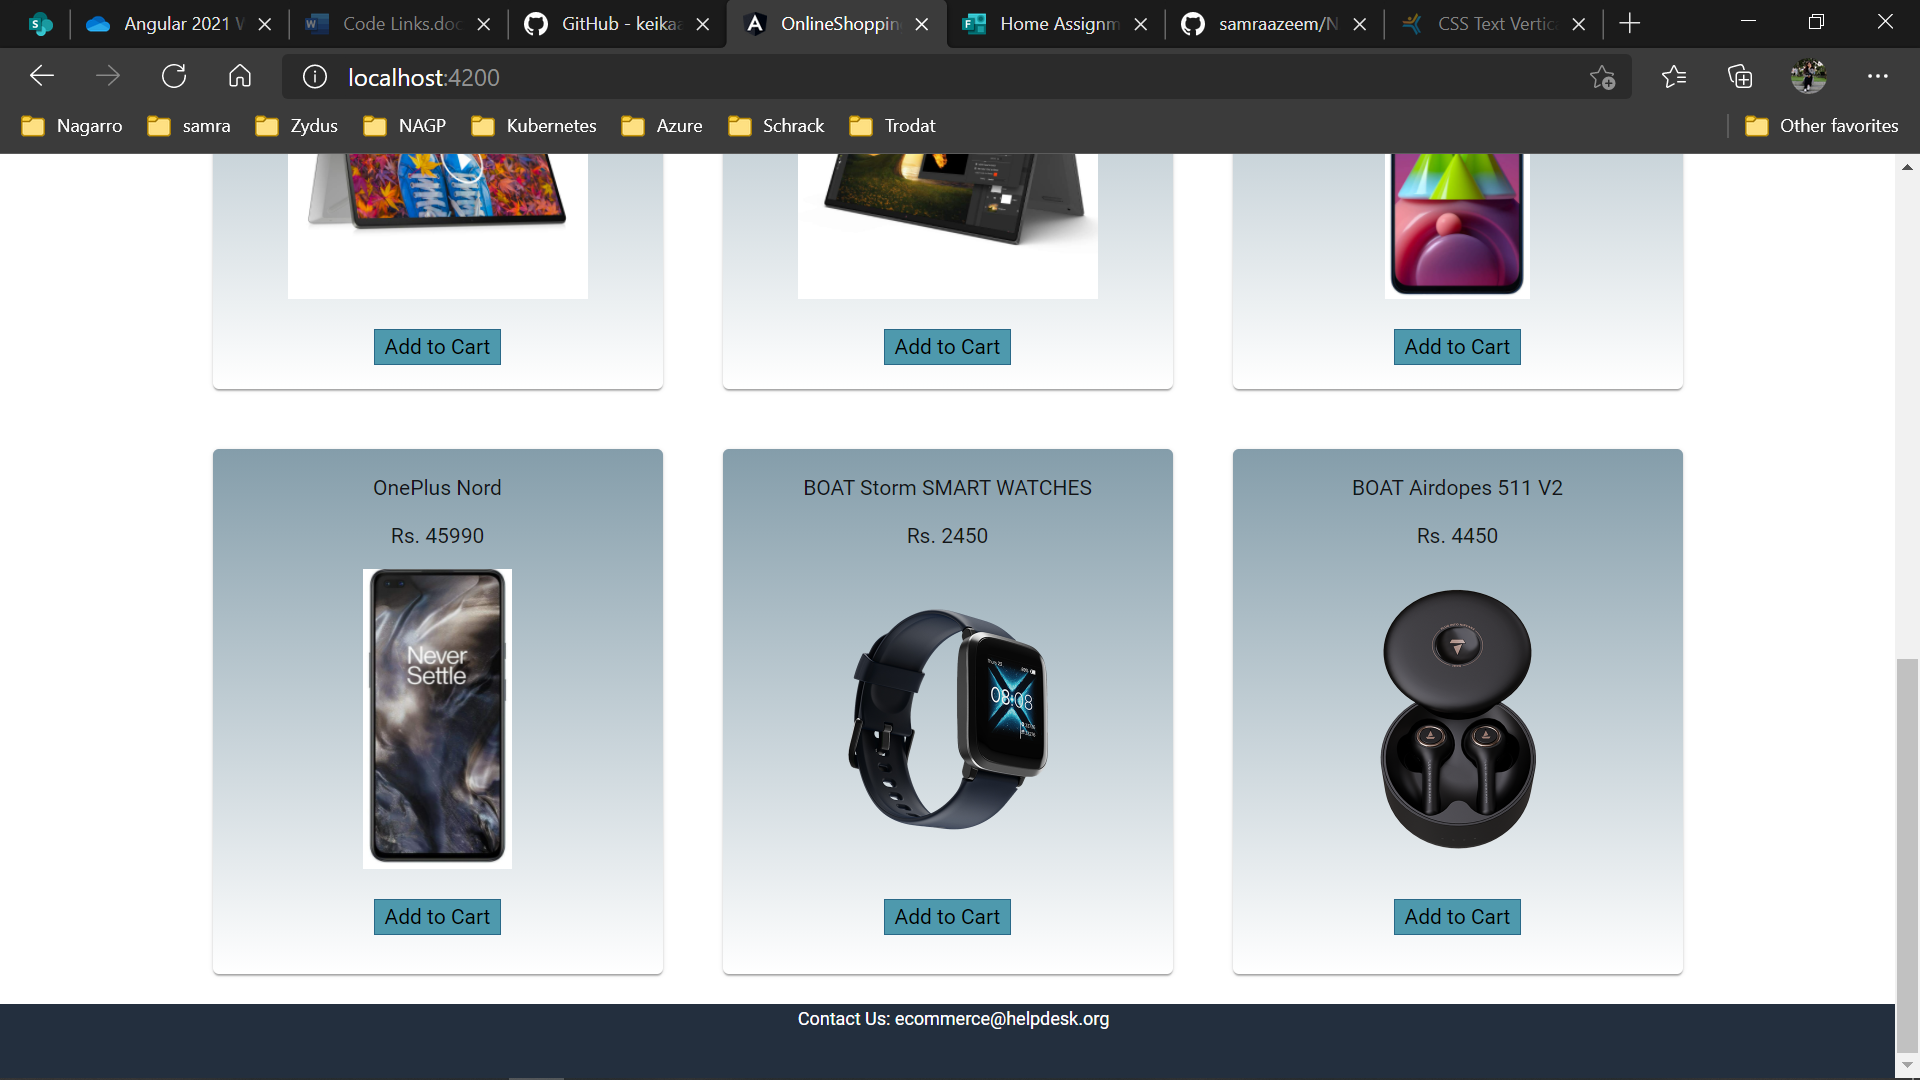 Angular 2021 W
Code Links.doc
GitHub - keikaa
OnlineShoppin
Home Assignm
samraazeem/N
CSS Text Vertic
localhost:4200
Nagarro
samra
Zydus
NAGP
Kubernetes
Azure
Schrack
Trodat
Other favorites
Add to Cart
Add to Cart
Add to Cart
OnePlus Nord
BOAT Storm SMART WATCHES
BOAT Airdopes 511 V2
Rs. 45990
Rs. 2450
Rs. 4450
Never
Settle
08:08
Add to Cart
Add to Cart
Add to Cart
Contact Us: ecommerce@helpdesk.org